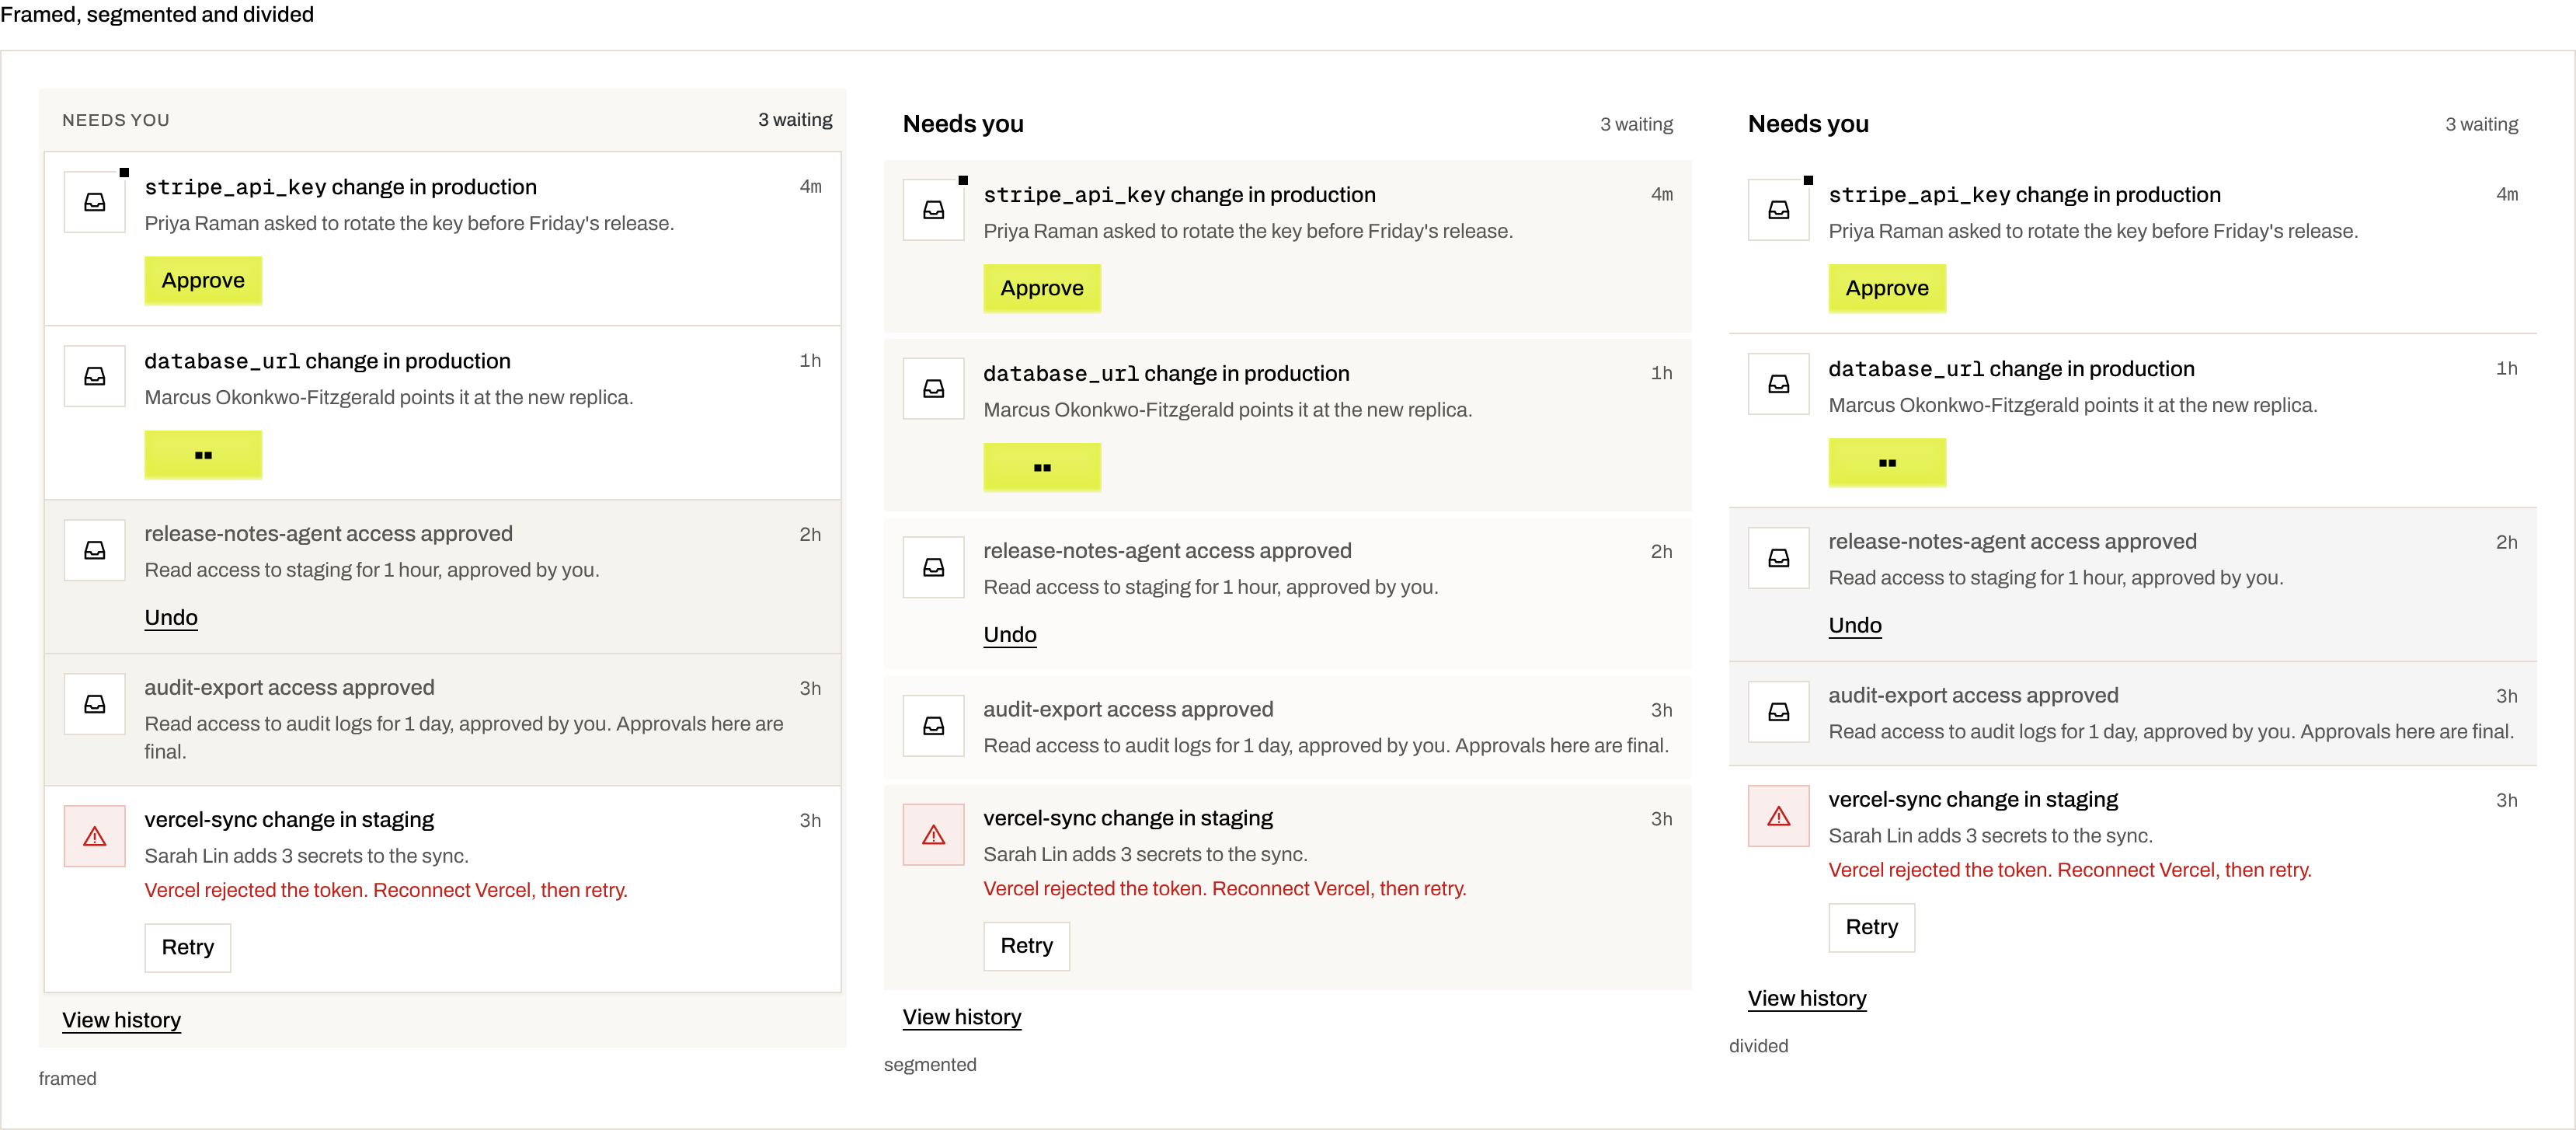 Framed, segmented and divided
NEEDS YOU
3 waiting
stripe_api_key change in production
4m
Priya Raman asked to rotate the key before Friday's release.
Approve
database_url change in production
1h
Marcus Okonkwo-Fitzgerald points it at the new replica.
release-notes-agent access approved
2h
Read access to staging for 1 hour, approved by you.
Undo
audit-export access approved
3h
Read access to audit logs for 1 day, approved by you. Approvals here are
final.
vercel-sync change in staging
3h
Sarah Lin adds 3 secrets to the sync.
Vercel rejected the token. Reconnect Vercel, then retry.
Retry
View history
framed
Needs you
3 waiting
stripe_api_key change in production
4m
Priya Raman asked to rotate the key before Friday's release.
Approve
database_url change in production
1h
Marcus Okonkwo-Fitzgerald points it at the new replica.
release-notes-agent access approved
2h
Read access to staging for 1 hour, approved by you.
Undo
audit-export access approved
3h
Read access to audit logs for 1 day, approved by you. Approvals here are final.
vercel-sync change in staging
3h
Sarah Lin adds 3 secrets to the sync.
Vercel rejected the token. Reconnect Vercel, then retry.
Retry
View history
segmented
Needs you
3 waiting
stripe_api_key change in production
4m
Priya Raman asked to rotate the key before Friday's release.
Approve
database_url change in production
1h
Marcus Okonkwo-Fitzgerald points it at the new replica.
release-notes-agent access approved
2h
Read access to staging for 1 hour, approved by you.
Undo
audit-export access approved
3h
Read access to audit logs for 1 day, approved by you. Approvals here are final.
vercel-sync change in staging
3h
Sarah Lin adds 3 secrets to the sync.
Vercel rejected the token. Reconnect Vercel, then retry.
Retry
View history
divided